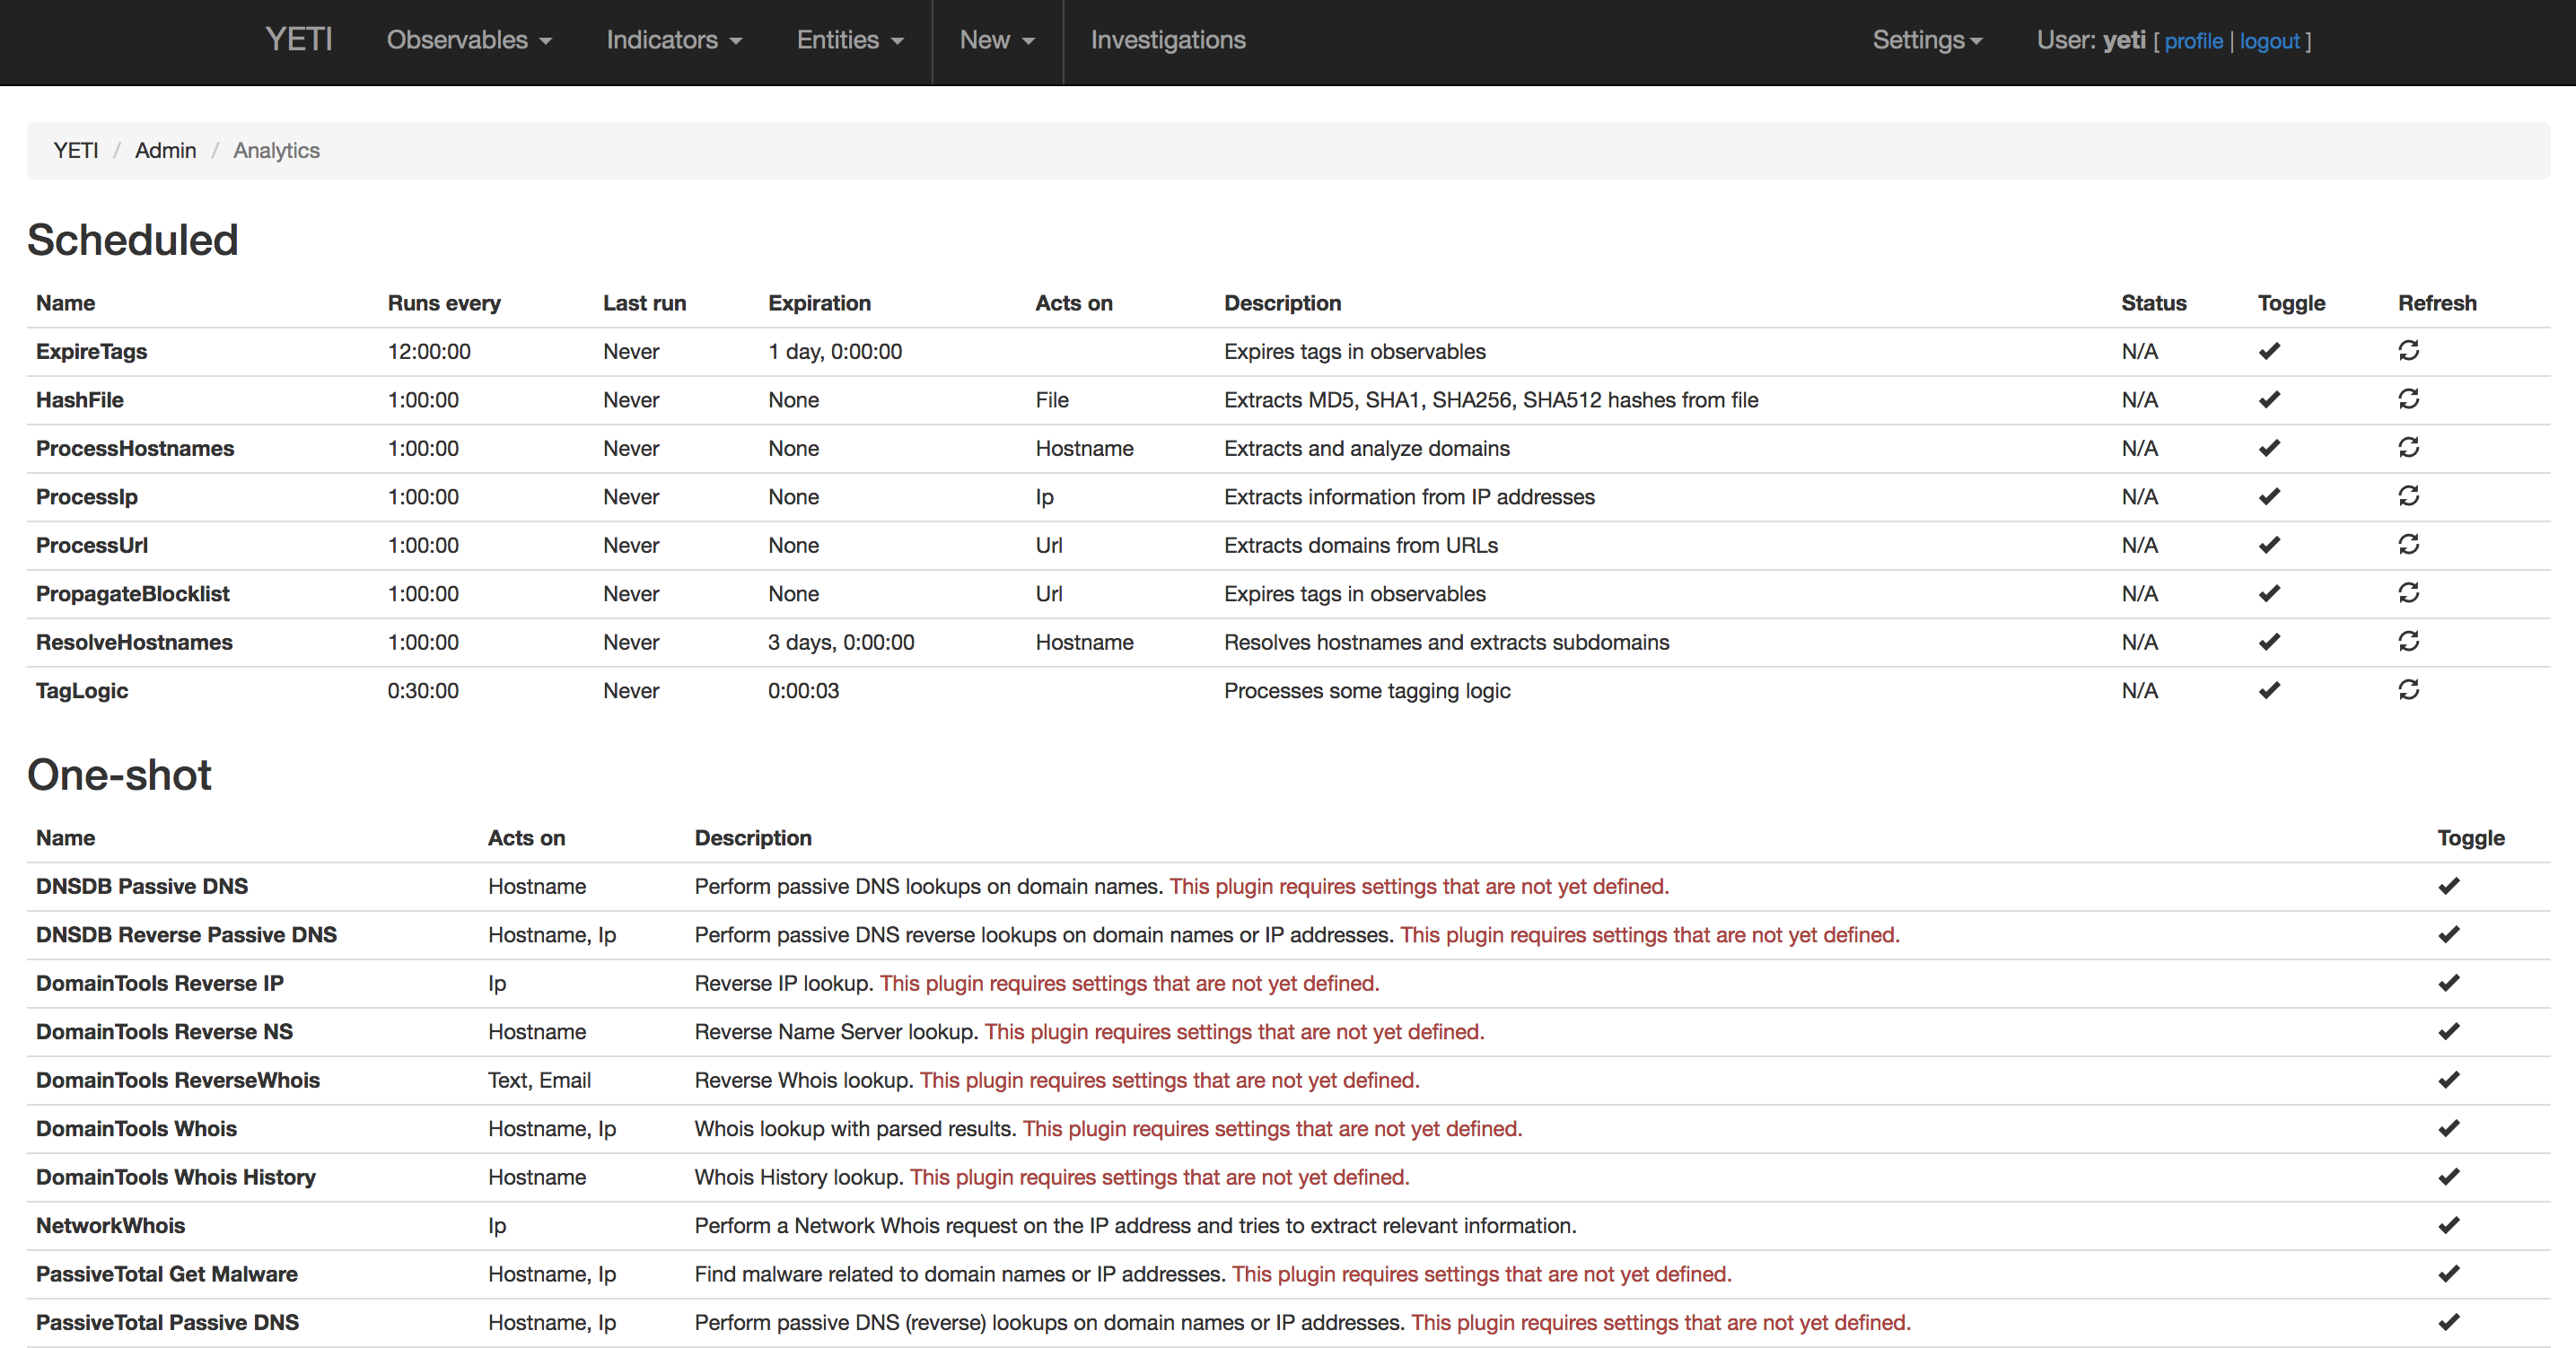 YETI Observables Indicators Entities New Investigations Settings User: yeti [ profile | logout ]
YETI / Admin / Analytics
Scheduled
Name Runs every Last run Expiration Acts on Description Status Toggle Refresh
ExpireTags 12:00:00 Never 1 day, 0:00:00 Expires tags in observables N/A
HashFile 1:00:00 Never None File Extracts MD5, SHA1, SHA256, SHA512 hashes from file N/A
ProcessHostnames 1:00:00 Never None Hostname Extracts and analyze domains N/A
ProcessIp 1:00:00 Never None Ip Extracts information from IP addresses N/A
ProcessUrl 1:00:00 Never None Url Extracts domains from URLs N/A
PropagateBlocklist 1:00:00 Never None Url Expires tags in observables N/A
ResolveHostnames 1:00:00 Never 3 days, 0:00:00 Hostname Resolves hostnames and extracts subdomains N/A
TagLogic 0:30:00 Never 0:00:03 Processes some tagging logic N/A
One-shot
Name Acts on Description Toggle
DNSDB Passive DNS Hostname Perform passive DNS lookups on domain names. This plugin requires settings that are not yet defined.
DNSDB Reverse Passive DNS Hostname, Ip Perform passive DNS reverse lookups on domain names or IP addresses. This plugin requires settings that are not yet defined.
DomainTools Reverse IP Ip Reverse IP lookup. This plugin requires settings that are not yet defined.
DomainTools Reverse NS Hostname Reverse Name Server lookup. This plugin requires settings that are not yet defined.
DomainTools ReverseWhois Text, Email Reverse Whois lookup. This plugin requires settings that are not yet defined.
DomainTools Whois Hostname, Ip Whois lookup with parsed results. This plugin requires settings that are not yet defined.
DomainTools Whois History Hostname Whois History lookup. This plugin requires settings that are not yet defined.
NetworkWhois Ip Perform a Network Whois request on the IP address and tries to extract relevant information.
PassiveTotal Get Malware Hostname, Ip Find malware related to domain names or IP addresses. This plugin requires settings that are not yet defined.
PassiveTotal Passive DNS Hostname, Ip Perform passive DNS (reverse) lookups on domain names or IP addresses. This plugin requires settings that are not yet defined.